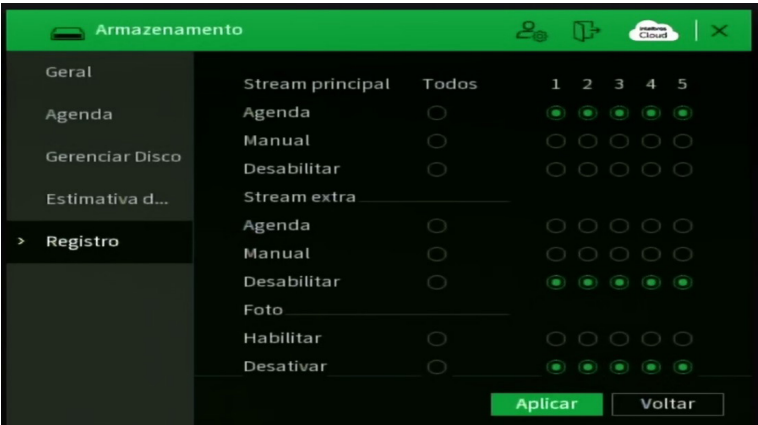 Armazenamento
intelbras
Cloud
Geral
Agenda
Gerenciar Disco
Estimativa d...
> Registro
Stream principal Todos 1 2 3 4 5
Agenda
Manual
Desabilitar
Stream extra
Agenda
Manual
Desabilitar
Foto
Habilitar
Desativar
Aplicar Voltar